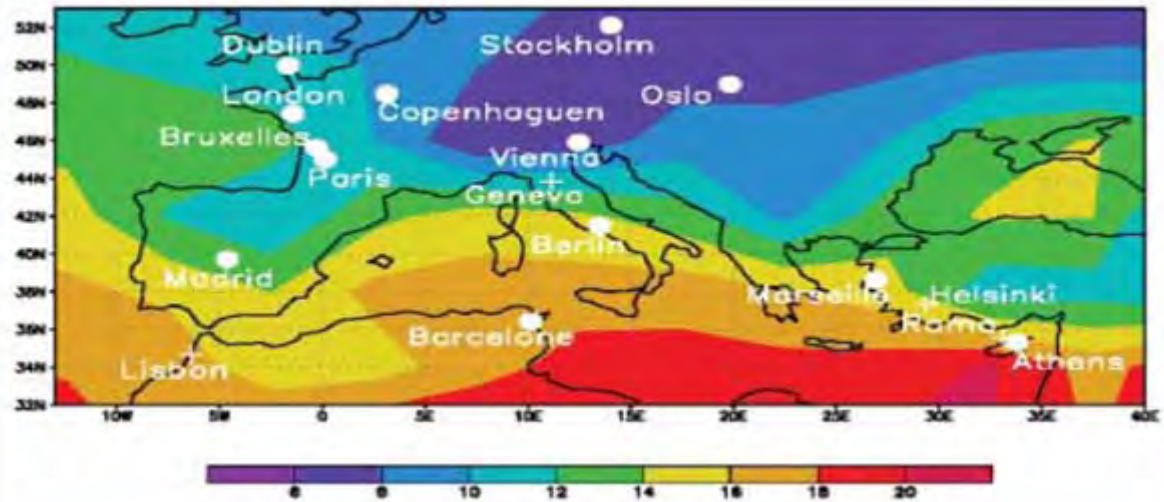 52N
Dublin
Stockholm
50N
London
Copenhaguen
Oslo
48N
Bruxelles
46N
Vienna
Paris
44N
Geneva
42N
Berlin
40N
Madrid
Marseille
Helsinki
38N
Roma
36N
Barcelone
Lisbon
34N
Athens
32N
10W 5W 0 5E 10E 15E 20E 25E 30E 35E 40E
6 8 10 12 14 16 18 20